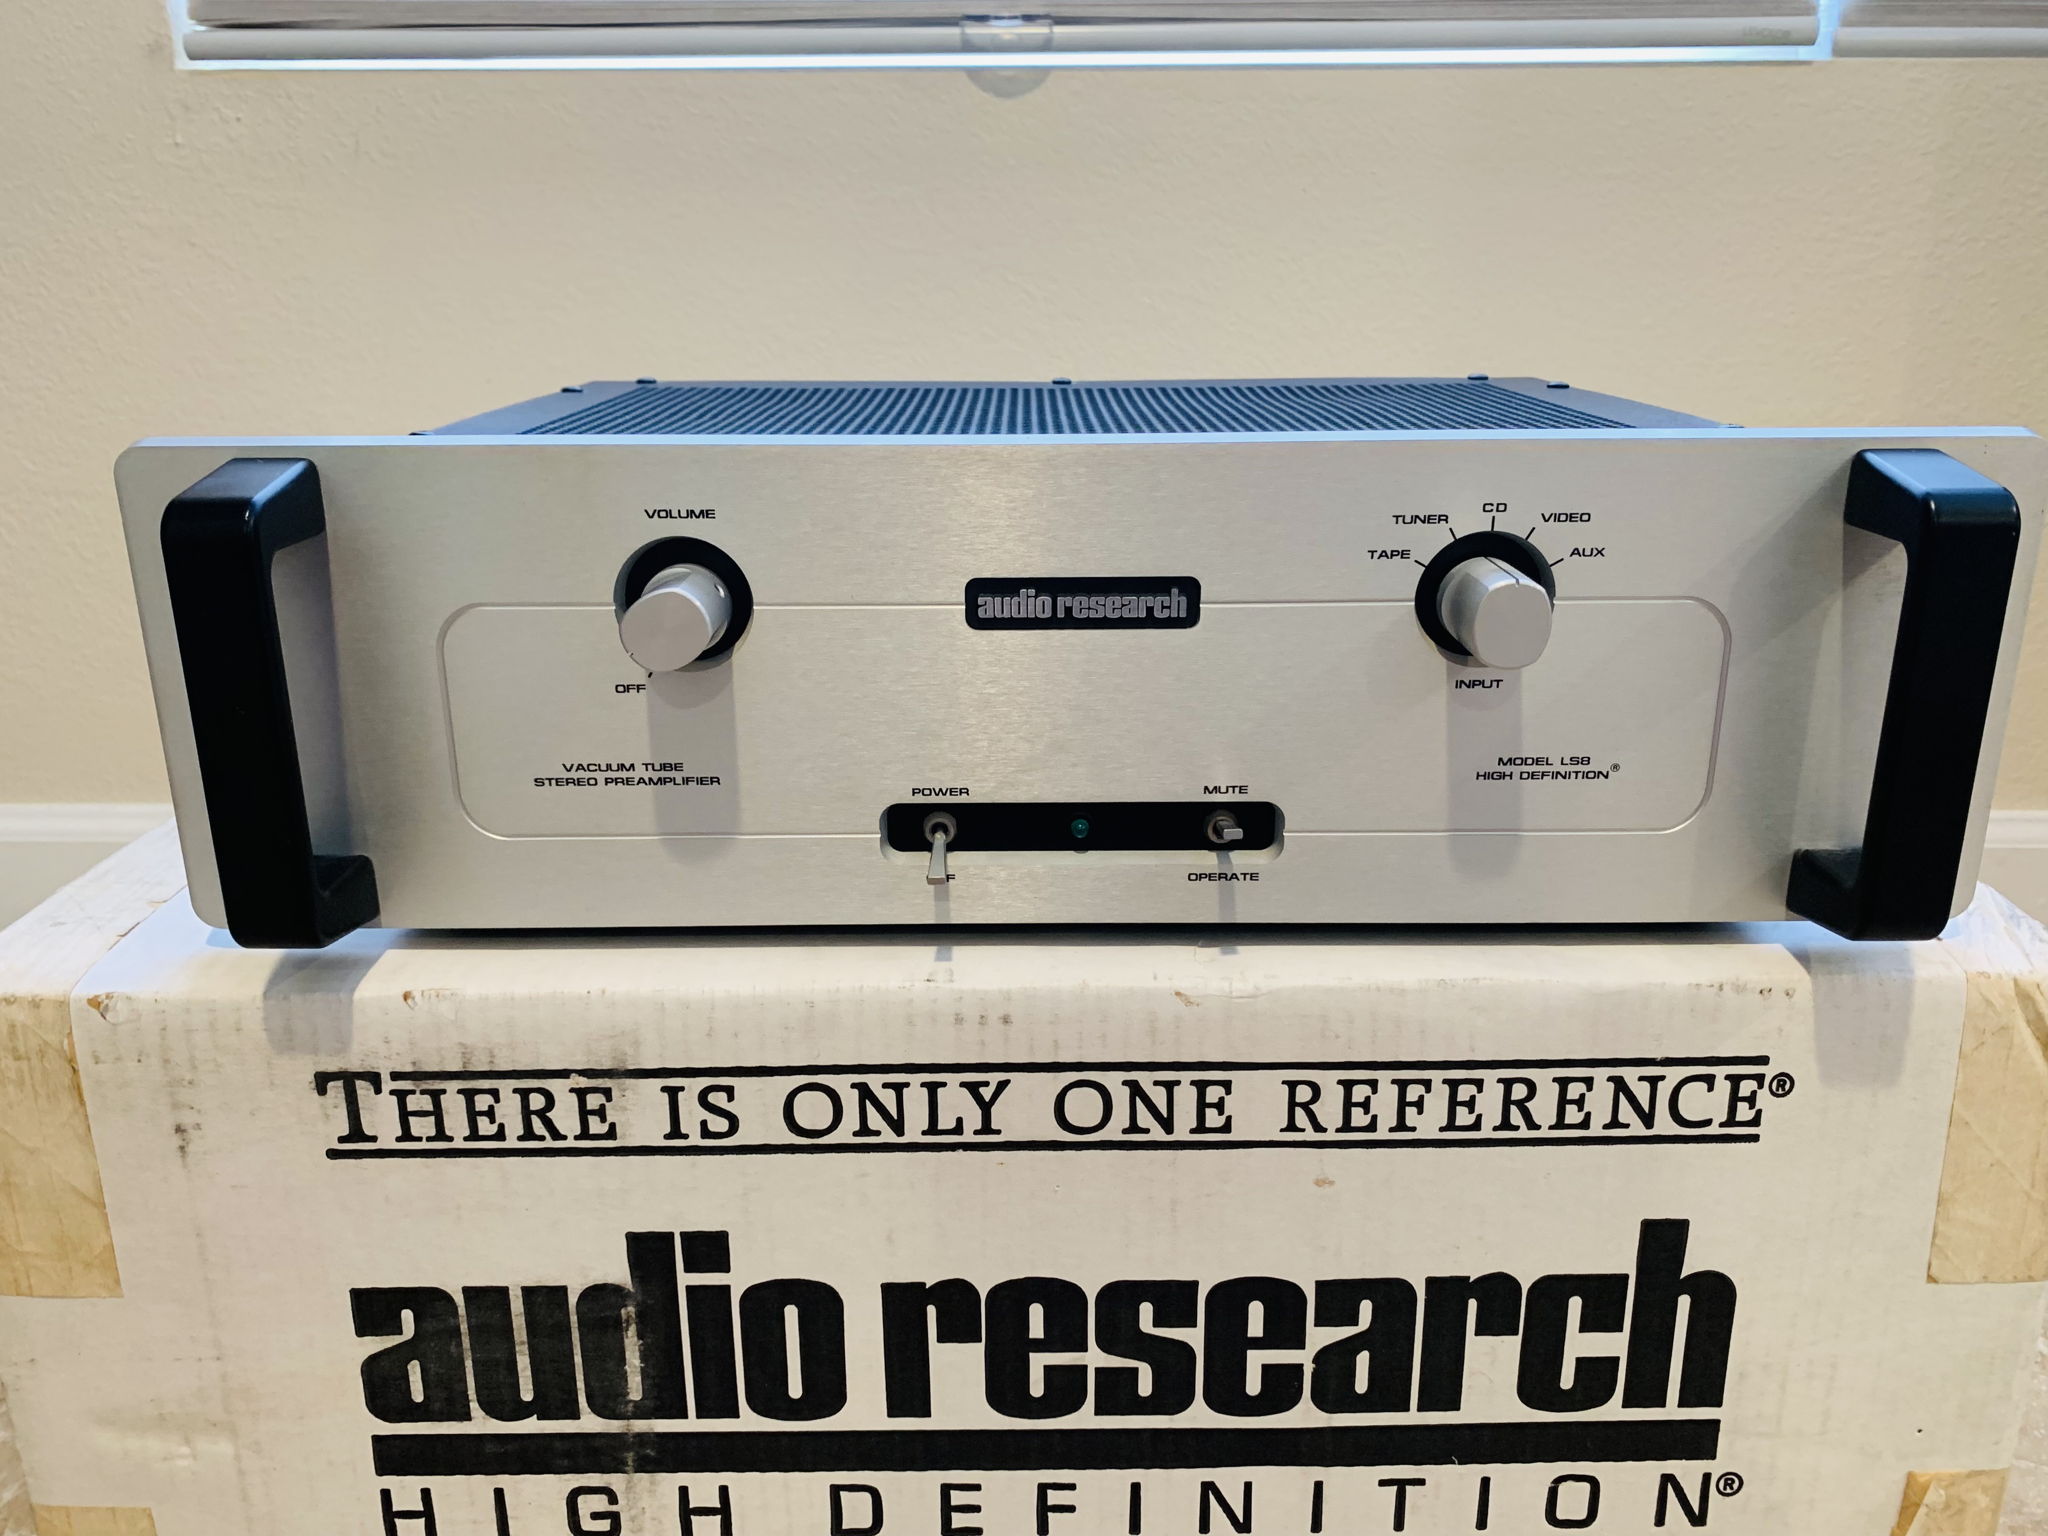 VOLUME
OFF
audio research
TAPE
TUNER
CD
VIDEO
AUX
INPUT
VACUUM TUBE
STEREO PREAMPLIFIER
MODEL LS8
HIGH DEFINITION®
POWER
MUTE
OPERATE
THERE IS ONLY ONE REFERENCE®
audio research
HIGH DEFINITION®